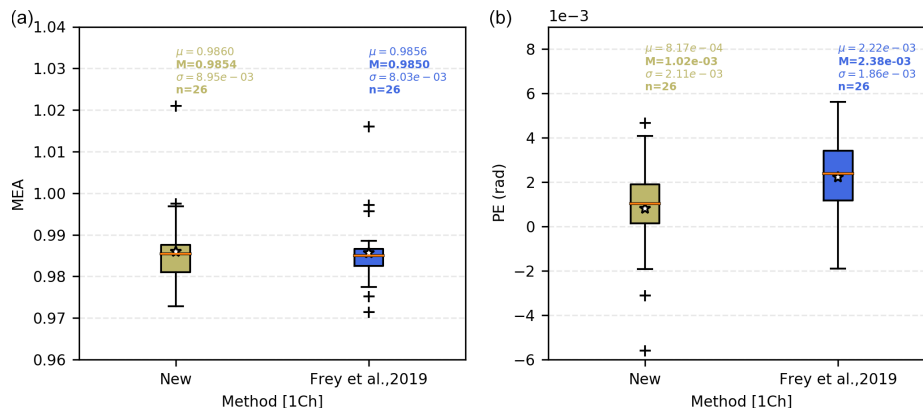 (a)
1.04
1.03
1.02
1.01
1.00
0.99
0.98
0.97
0.96
MEA
μ = 0.9860
M=0.9854
σ = 8.95e − 03
n=26
μ = 0.9856
M=0.9850
σ = 8.03e − 03
n=26
New
Frey et al.,2019
Method [1Ch]
(b)
1e−3
8
6
4
2
0
−2
−4
−6
PE (rad)
μ = 8.17e − 04
M=1.02e-03
σ = 2.11e − 03
n=26
μ = 2.22e − 03
M=2.38e-03
σ = 1.86e − 03
n=26
New
Frey et al.,2019
Method [1Ch]